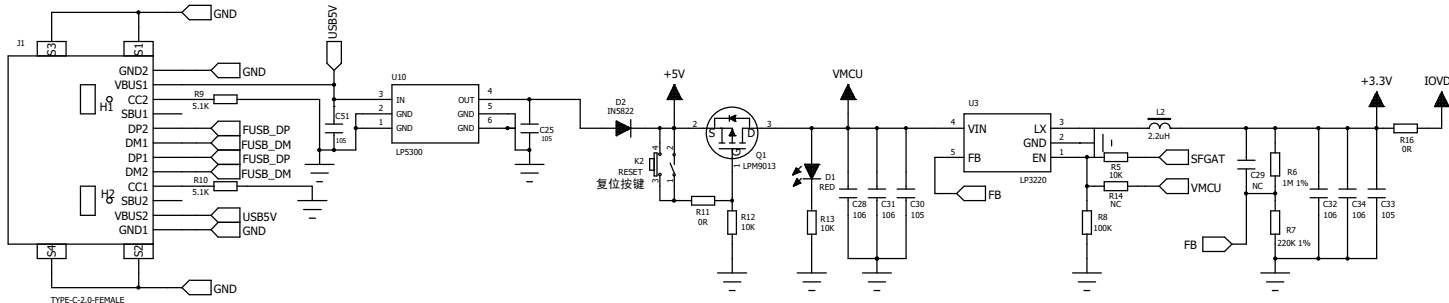 J1
S3
S1
GND
GND2
GND
VBUS1
CC2
R9
5.1K
SBU1
H1
DP2
FUSB_DP
DM1
FUSB_DM
DP1
FUSB_DP
DM2
FUSB_DM
CC1
R10
5.1K
H2
SBU2
VBUS2
USB5V
GND1
GND
S4
S2
GND
TYPE-C-2.0-FEMALE
USB5V
C51
105
U10
3 IN OUT 4
2 GND GND 5
1 GND GND 6
LP5300
C25
105
D2
IN5822
+5V
K2
RESET
复位按键
4
3
2
1
R11
0R
2
S
D
3
G
1
Q1
LPM9013
R12
10K
D1
RED
R13
10K
VMCU
C28
106
C31
106
C30
105
U3
4 VIN LX 3
GND 2
5 FB EN 1
LP3220
FB
L2
2.2uH
R5
10K
SFGAT
R14
NC
VMCU
R8
100K
C29
NC
R6
1M 1%
R7
220K 1%
FB
C32
106
C34
106
C33
105
+3.3V
R16
0R
IOVD